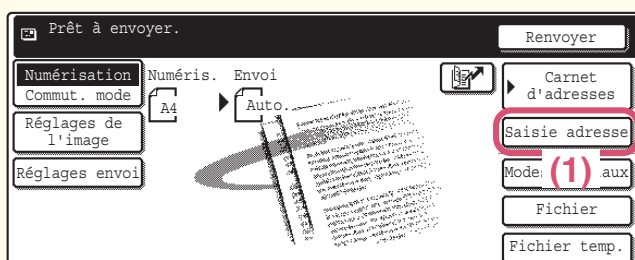 Prêt à envoyer.
Renvoyer
Numérisation
Commut. mode
Numéris.
Envoi
A4
Auto.
Réglages de
l'image
Réglages envoi
Carnet
d'adresses
Saisie adresse
(1)
aux
Fichier
Fichier temp.